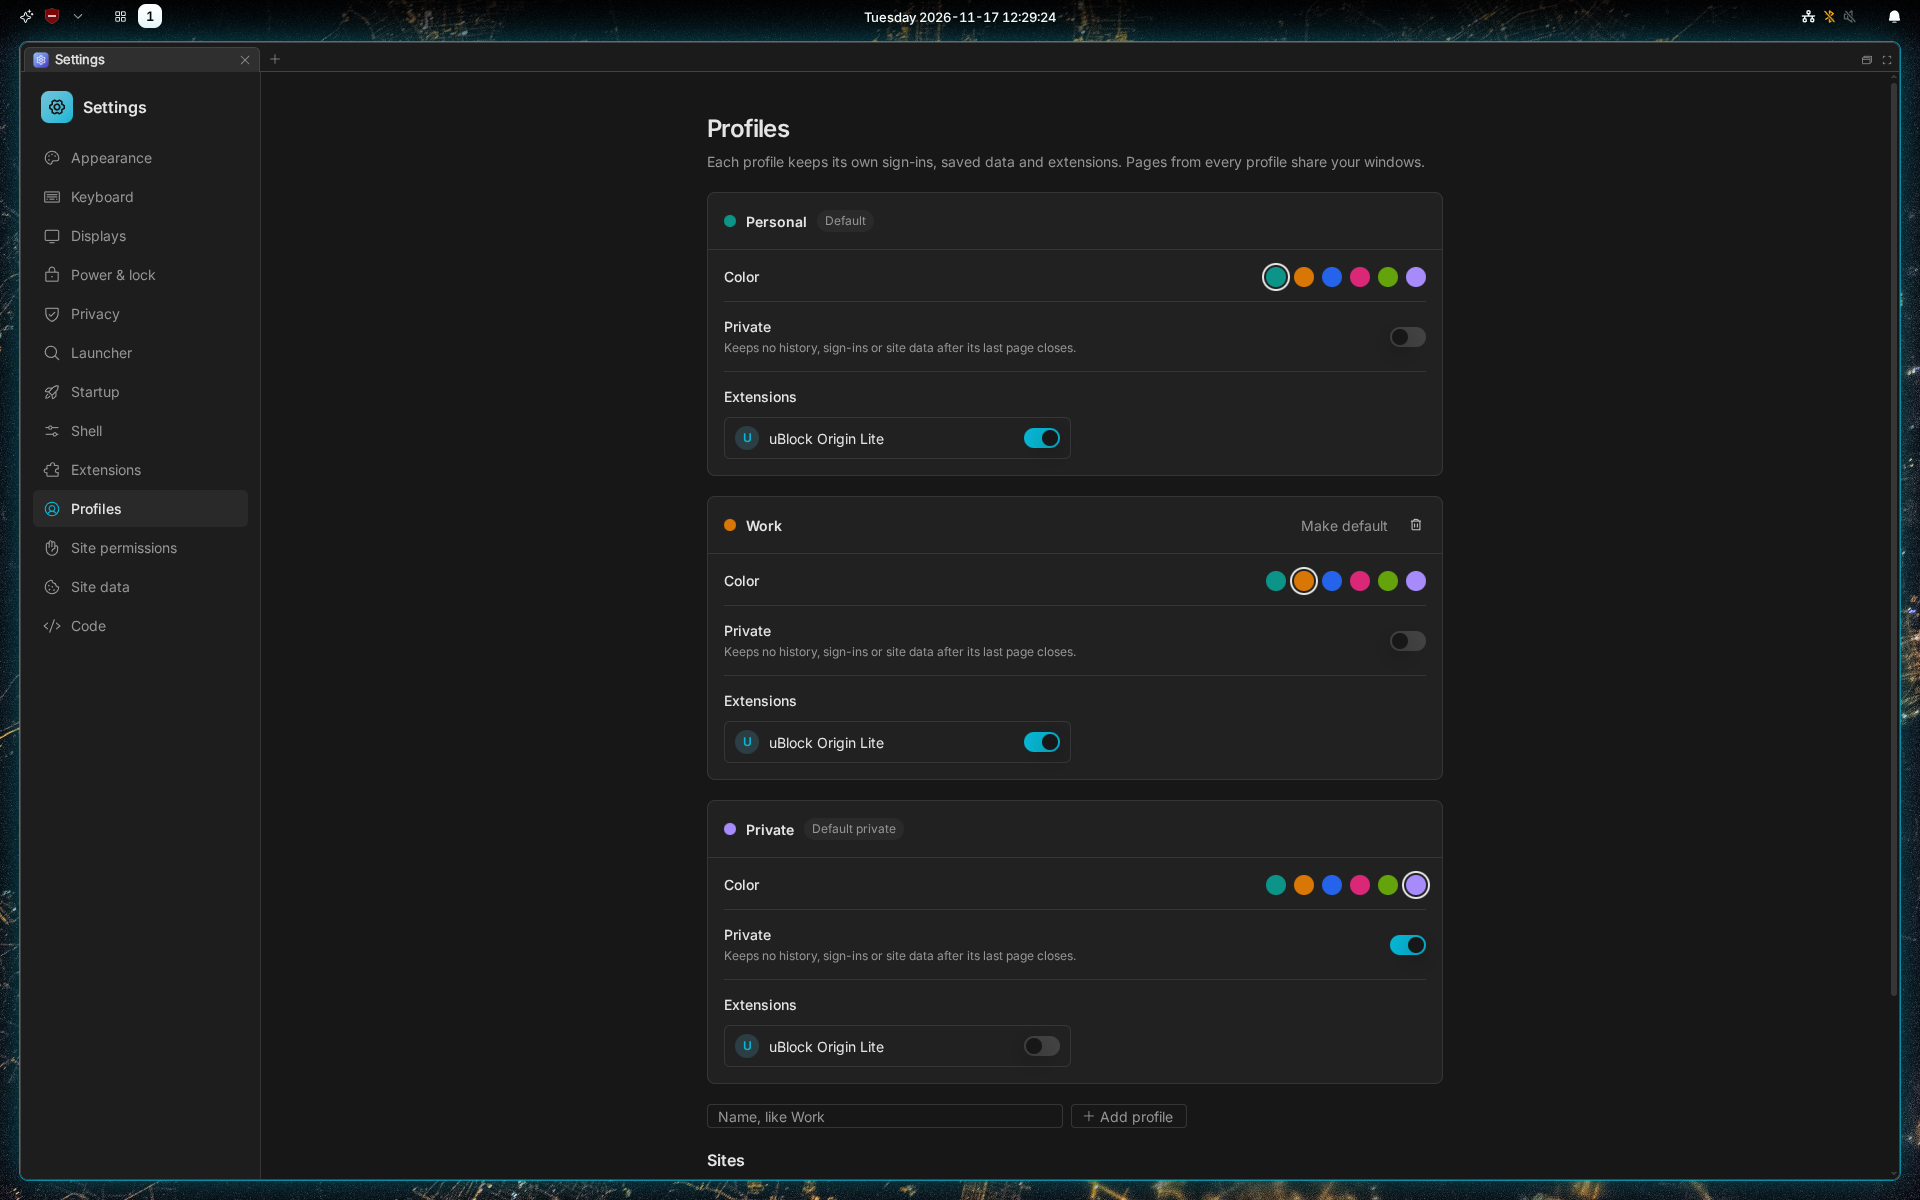 1
Tuesday 2026-11-17 12:29:24
Settings
Settings
Appearance
Keyboard
Displays
Power & lock
Privacy
Launcher
Startup
Shell
Extensions
Profiles
Site permissions
Site data
Code
Profiles
Each profile keeps its own sign-ins, saved data and extensions. Pages from every profile share your windows.
Personal Default
Color
Private
Keeps no history, sign-ins or site data after its last page closes.
Extensions
U uBlock Origin Lite
Work Make default
Color
Private
Keeps no history, sign-ins or site data after its last page closes.
Extensions
U uBlock Origin Lite
Private Default private
Color
Private
Keeps no history, sign-ins or site data after its last page closes.
Extensions
U uBlock Origin Lite
Name, like Work Add profile
Sites